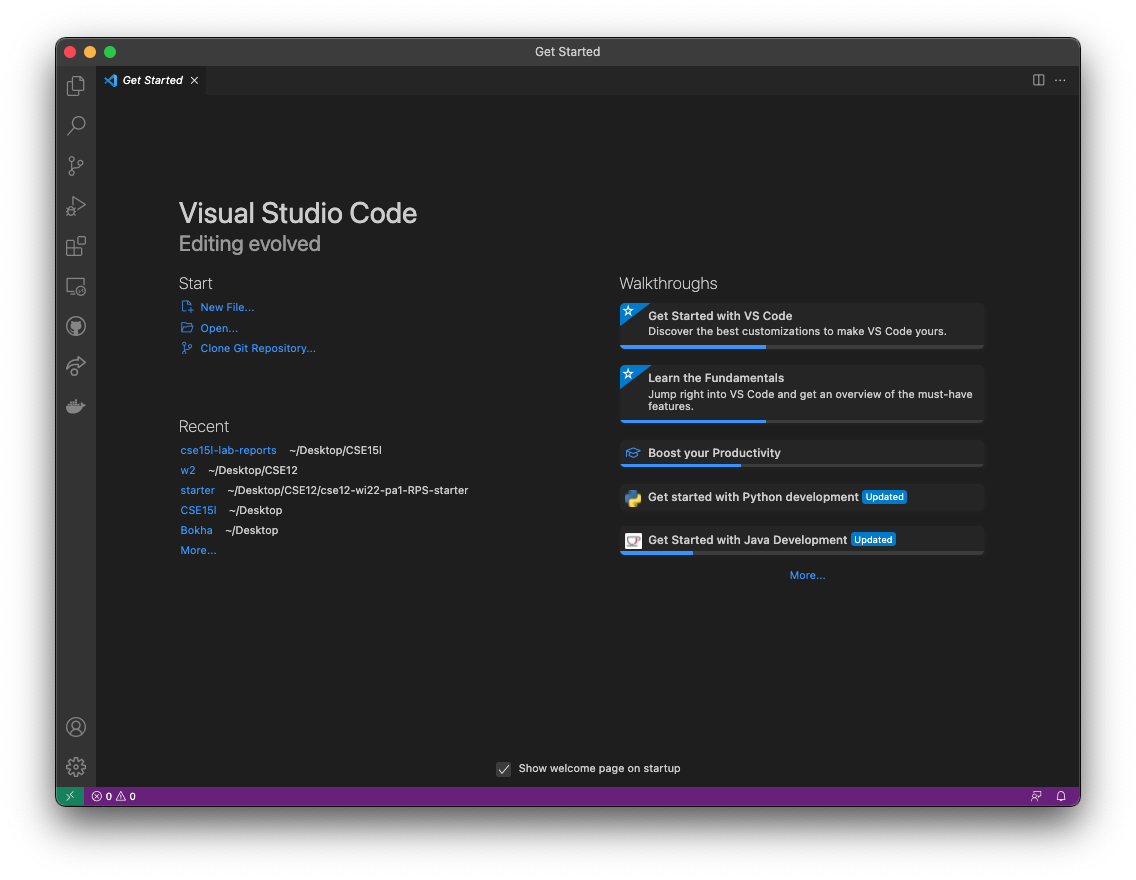 Get Started
Get Started
Visual Studio Code
Editing evolved
Start
New File...
Open...
Clone Git Repository...
Recent
cse15l-lab-reports ~/Desktop/CSE15l
w2 ~/Desktop/CSE12
starter ~/Desktop/CSE12/cse12-wi22-pa1-RPS-starter
CSE15l ~/Desktop
Bokha ~/Desktop
More...
Walkthroughs
Get Started with VS Code
Discover the best customizations to make VS Code yours.
Learn the Fundamentals
Jump right into VS Code and get an overview of the must-have
features.
Boost your Productivity
Get started with Python development Updated
Get Started with Java Development Updated
More...
Show welcome page on startup
0 0